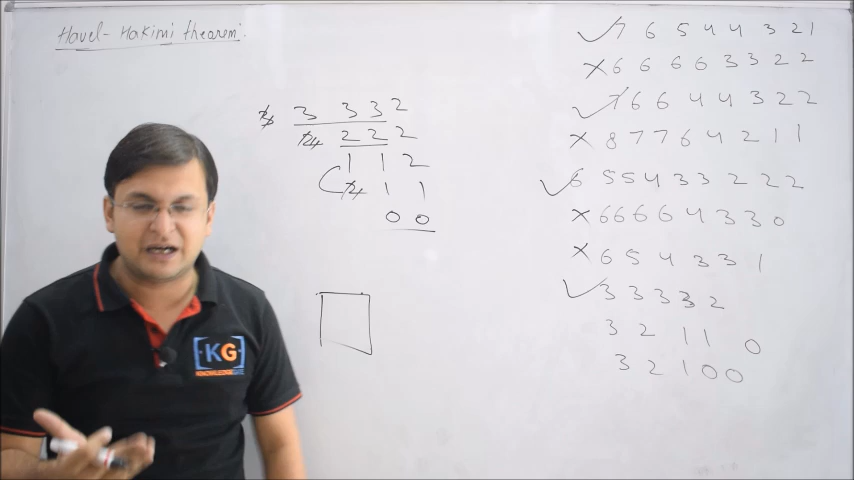 Havel-Hakimi theorem:
3 3 3 3 2
2 2 2 2
1 1 2
2 1 1
0 0
7 6 5 4 4 3 2 1
6 6 6 6 3 3 2 2
7 6 6 4 4 3 2 2
8 7 7 6 4 2 1 1
6 5 5 4 3 3 2 2 2
6 6 6 6 4 3 3 0
6 5 4 3 3 1
3 3 3 3 2
3 2 1 1 0
3 2 1 0 0
KG